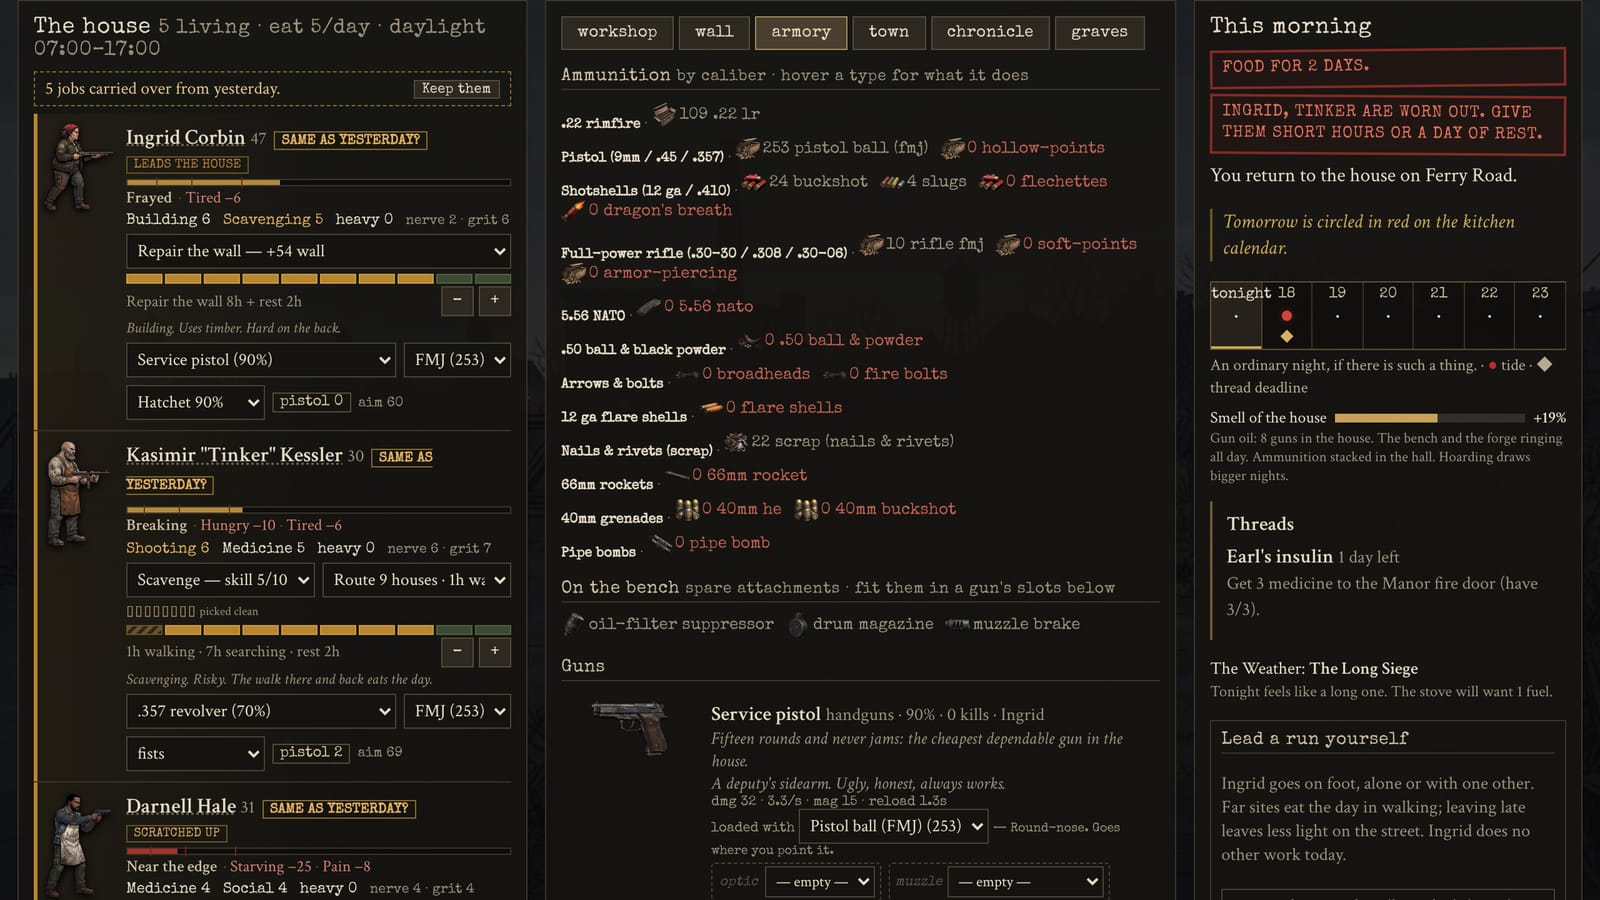 The house 5 living · eat 5/day · daylight
07:00–17:00
5 jobs carried over from yesterday.
Keep them
Ingrid Corbin 47 SAME AS YESTERDAY?
LEADS THE HOUSE
Frayed · Tired –6
Building 6 Scavenging 5 heavy 0 nerve 2 · grit 6
Repair the wall — +54 wall
Repair the wall 8h + rest 2h
– +
Building. Uses timber. Hard on the back.
Service pistol (90%) FMJ (253)
Hatchet 90% pistol 0 aim 60
Kasimir "Tinker" Kessler 30 SAME AS
YESTERDAY?
Breaking · Hungry –10 · Tired –6
Shooting 6 Medicine 5 heavy 0 nerve 6 · grit 7
Scavenge — skill 5/10 Route 9 houses · 1h wa
picked clean
1h walking · 7h searching · rest 2h
– +
Scavenging. Risky. The walk there and back eats the day.
.357 revolver (70%) FMJ (253)
fists pistol 2 aim 69
Darnell Hale 31 SAME AS YESTERDAY?
SCRATCHED UP
Near the edge · Starving –25 · Pain –8
Medicine 4 Social 4 heavy 0 nerve 4 · grit 4
workshop wall armory town chronicle graves
Ammunition by caliber · hover a type for what it does
.22 rimfire · 109 .22 lr
Pistol (9mm / .45 / .357) · 253 pistol ball (fmj) 0 hollow-points
Shotshells (12 ga / .410) · 24 buckshot 4 slugs 0 flechettes
0 dragon's breath
Full-power rifle (.30-30 / .308 / .30-06) · 10 rifle fmj 0 soft-points
0 armor-piercing
5.56 NATO · 0 5.56 nato
.50 ball & black powder · 0 .50 ball & powder
Arrows & bolts · 0 broadheads 0 fire bolts
12 ga flare shells · 0 flare shells
Nails & rivets (scrap) · 22 scrap (nails & rivets)
66mm rockets · 0 66mm rocket
40mm grenades · 0 40mm he 0 40mm buckshot
Pipe bombs · 0 pipe bomb
On the bench spare attachments · fit them in a gun's slots below
oil-filter suppressor drum magazine muzzle brake
Guns
Service pistol handguns · 90% · 0 kills · Ingrid
Fifteen rounds and never jams: the cheapest dependable gun in the
house.
A deputy's sidearm. Ugly, honest, always works.
dmg 32 · 3.3/s · mag 15 · reload 1.3s
loaded with Pistol ball (FMJ) (253) — Round-nose. Goes
where you point it.
optic — empty — muzzle — empty —
This morning
FOOD FOR 2 DAYS.
INGRID, TINKER ARE WORN OUT. GIVE
THEM SHORT HOURS OR A DAY OF REST.
You return to the house on Ferry Road.
Tomorrow is circled in red on the kitchen
calendar.
tonight 18 19 20 21 22 23
An ordinary night, if there is such a thing. · tide ·
thread deadline
Smell of the house +19%
Gun oil: 8 guns in the house. The bench and the forge ringing
all day. Ammunition stacked in the hall. Hoarding draws
bigger nights.
Threads
Earl's insulin 1 day left
Get 3 medicine to the Manor fire door (have
3/3).
The Weather: The Long Siege
Tonight feels like a long one. The stove will want 1 fuel.
Lead a run yourself
Ingrid goes on foot, alone or with one other.
Far sites eat the day in walking; leaving late
leaves less light on the street. Ingrid does no
other work today.